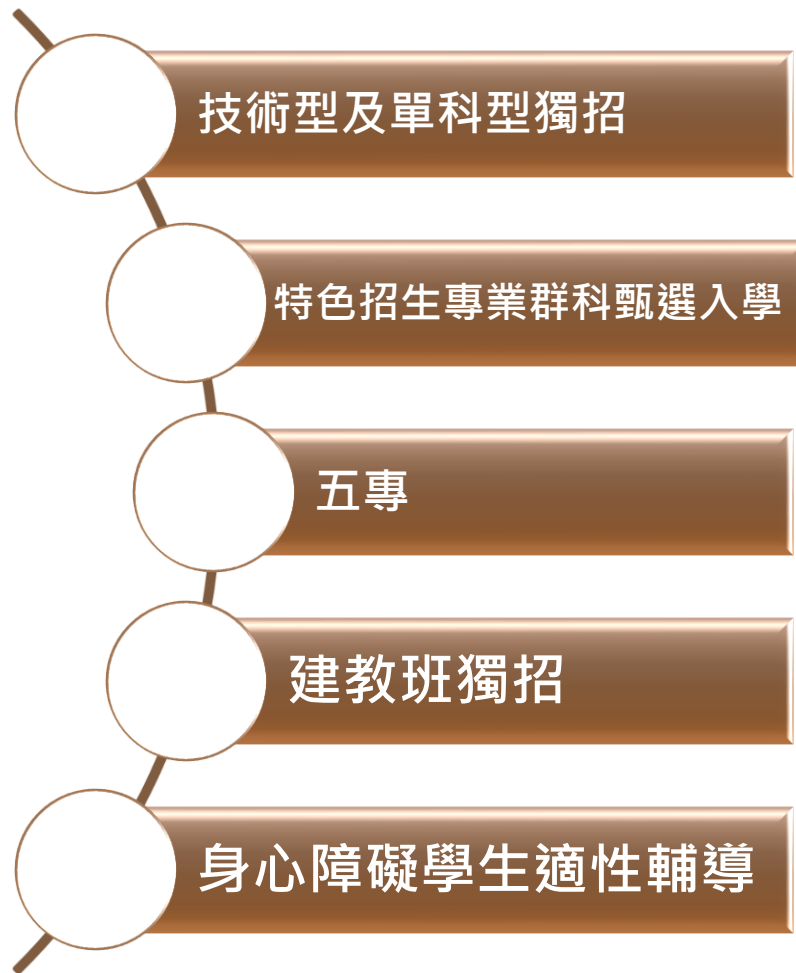 技術型及單科型獨招
特色招生專業群科甄選入學
五專
建教班獨招
身心障礙學生適性輔導